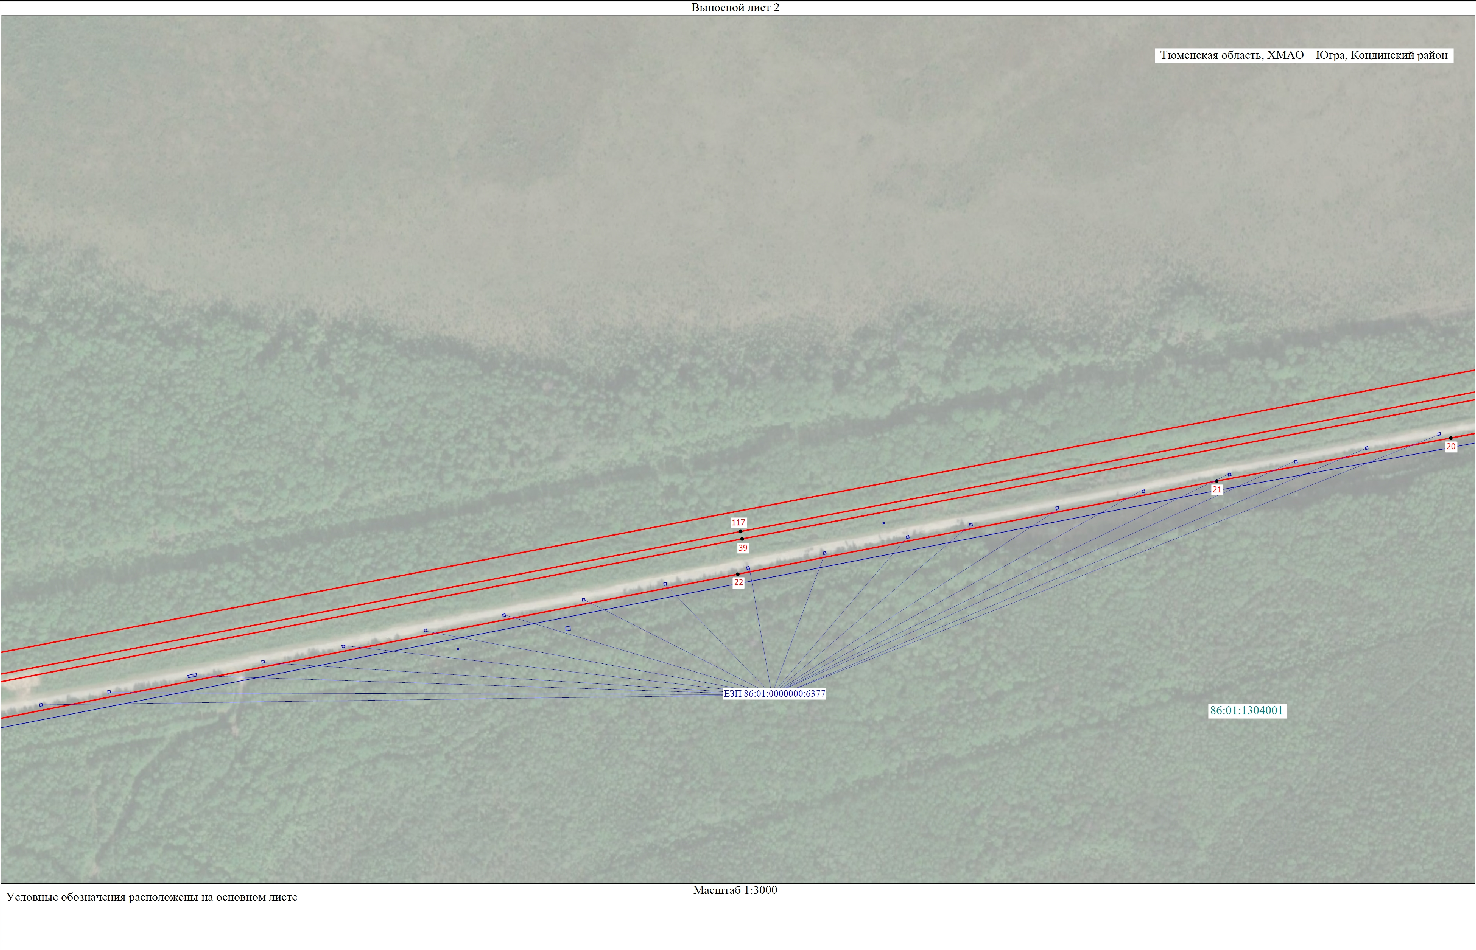 Выносной лист 2
Тюменская область, ХМАО Югра, Кондинский район
20
21
117
39
22
ЕЗП 86:01:0000000:6377
86:01:1304001
Масштаб 1:3000
Условные обозначения расположены на основном листе